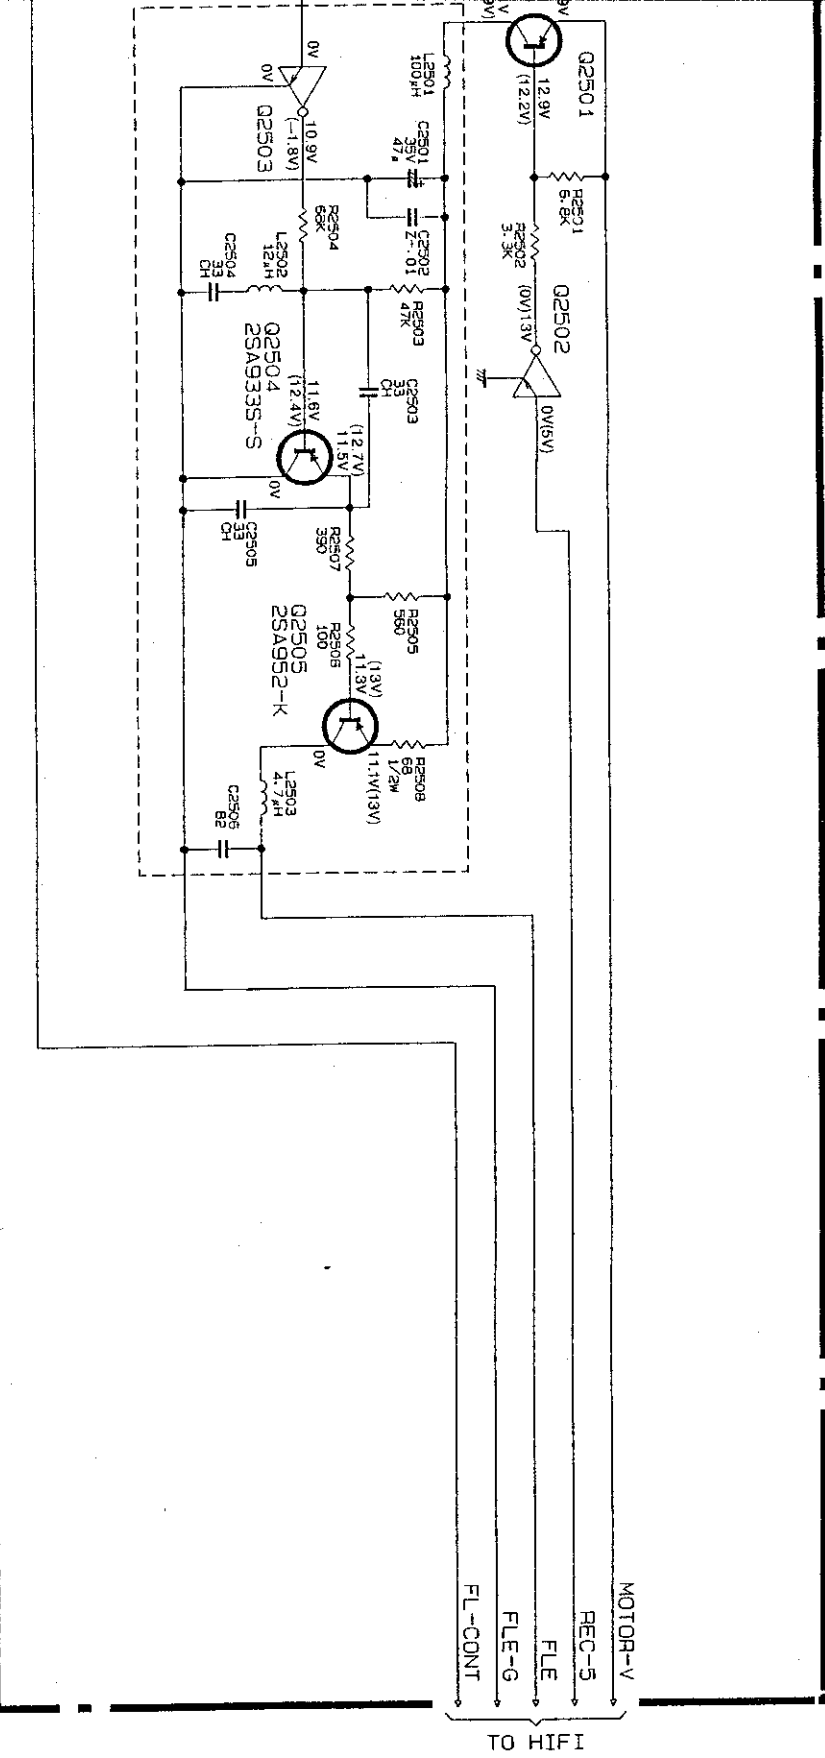 9V)
V
9V
Q2501
12.9V
(12.2V)
L2501
100μH
C2501
35V
47μ
C2502
Z-.01
R2501
6.8K
R2502
3.3K
Q2502
(0V)13V
0V(5V)
0V
0V
Q2503
10.9V
(-1.8V)
R2504
68K
L2502
12μH
C2504
33
CH
R2503
47K
C2503
33
CH
Q2504
2SA933S-S
11.6V
(12.4V)
(12.7V)
11.5V
0V
C2505
33
CH
R2507
390
R2505
560
R2506
100
Q2505
2SA952-K
(13V)
11.3V
0V
11.1V(13V)
R2508
68
1/2W
L2503
4.7μH
C2506
82
MOTOR-V
REC-5
FLE
FLE-G
FL-CONT
TO HIFI